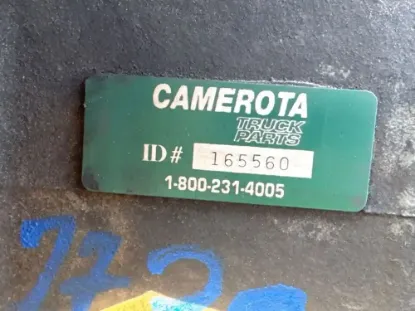 CAMEROTA
TRUCK
PARTS
ID# 165560
1-800-231-4005